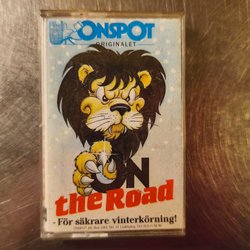 ONSPOT
ORIGINALET
ON
the Road
- För säkrare vinterkörning!